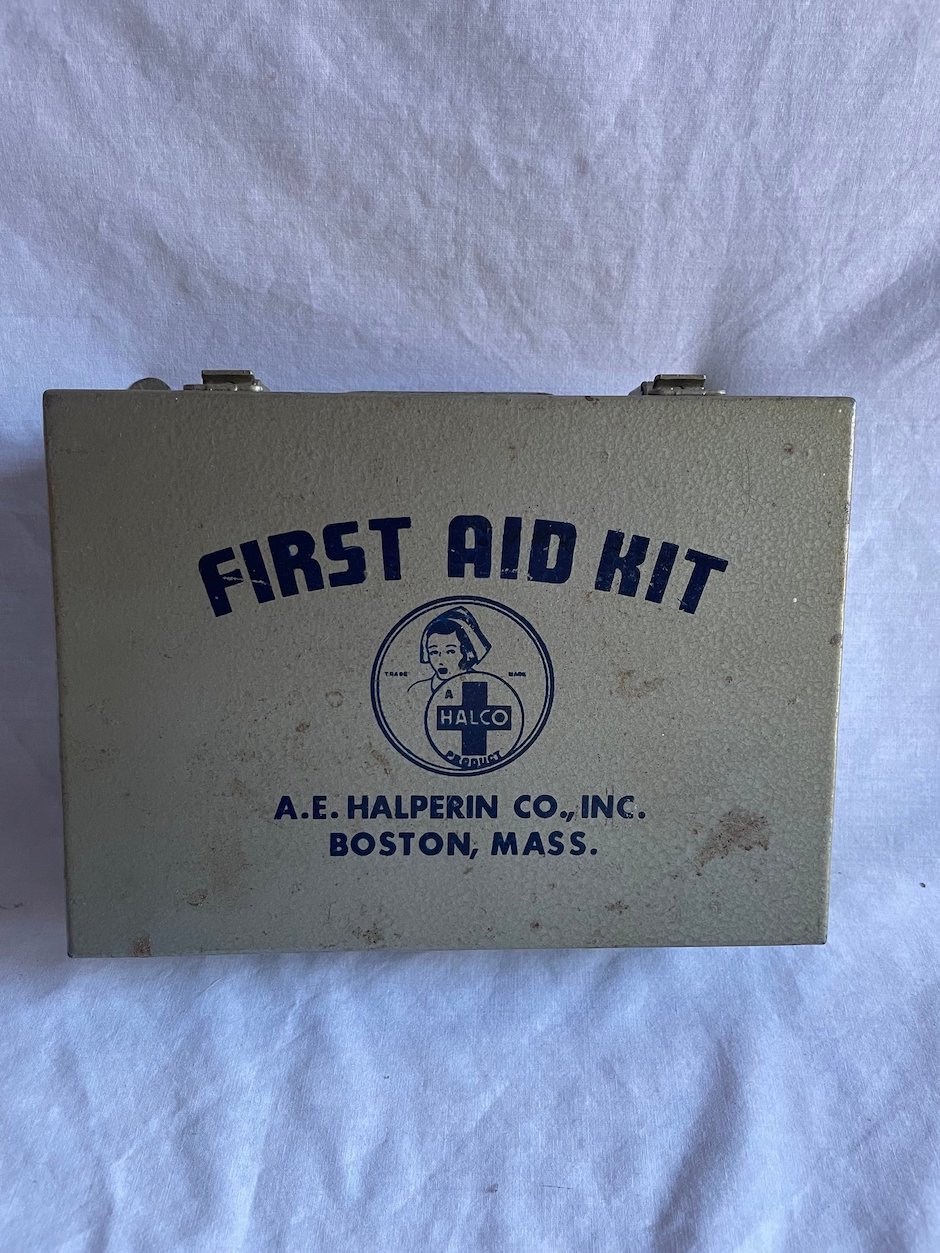 FIRST AID KIT
TRADE MARK
A
HALCO
PRODUCT
A.E. HALPERIN CO., INC.
BOSTON, MASS.